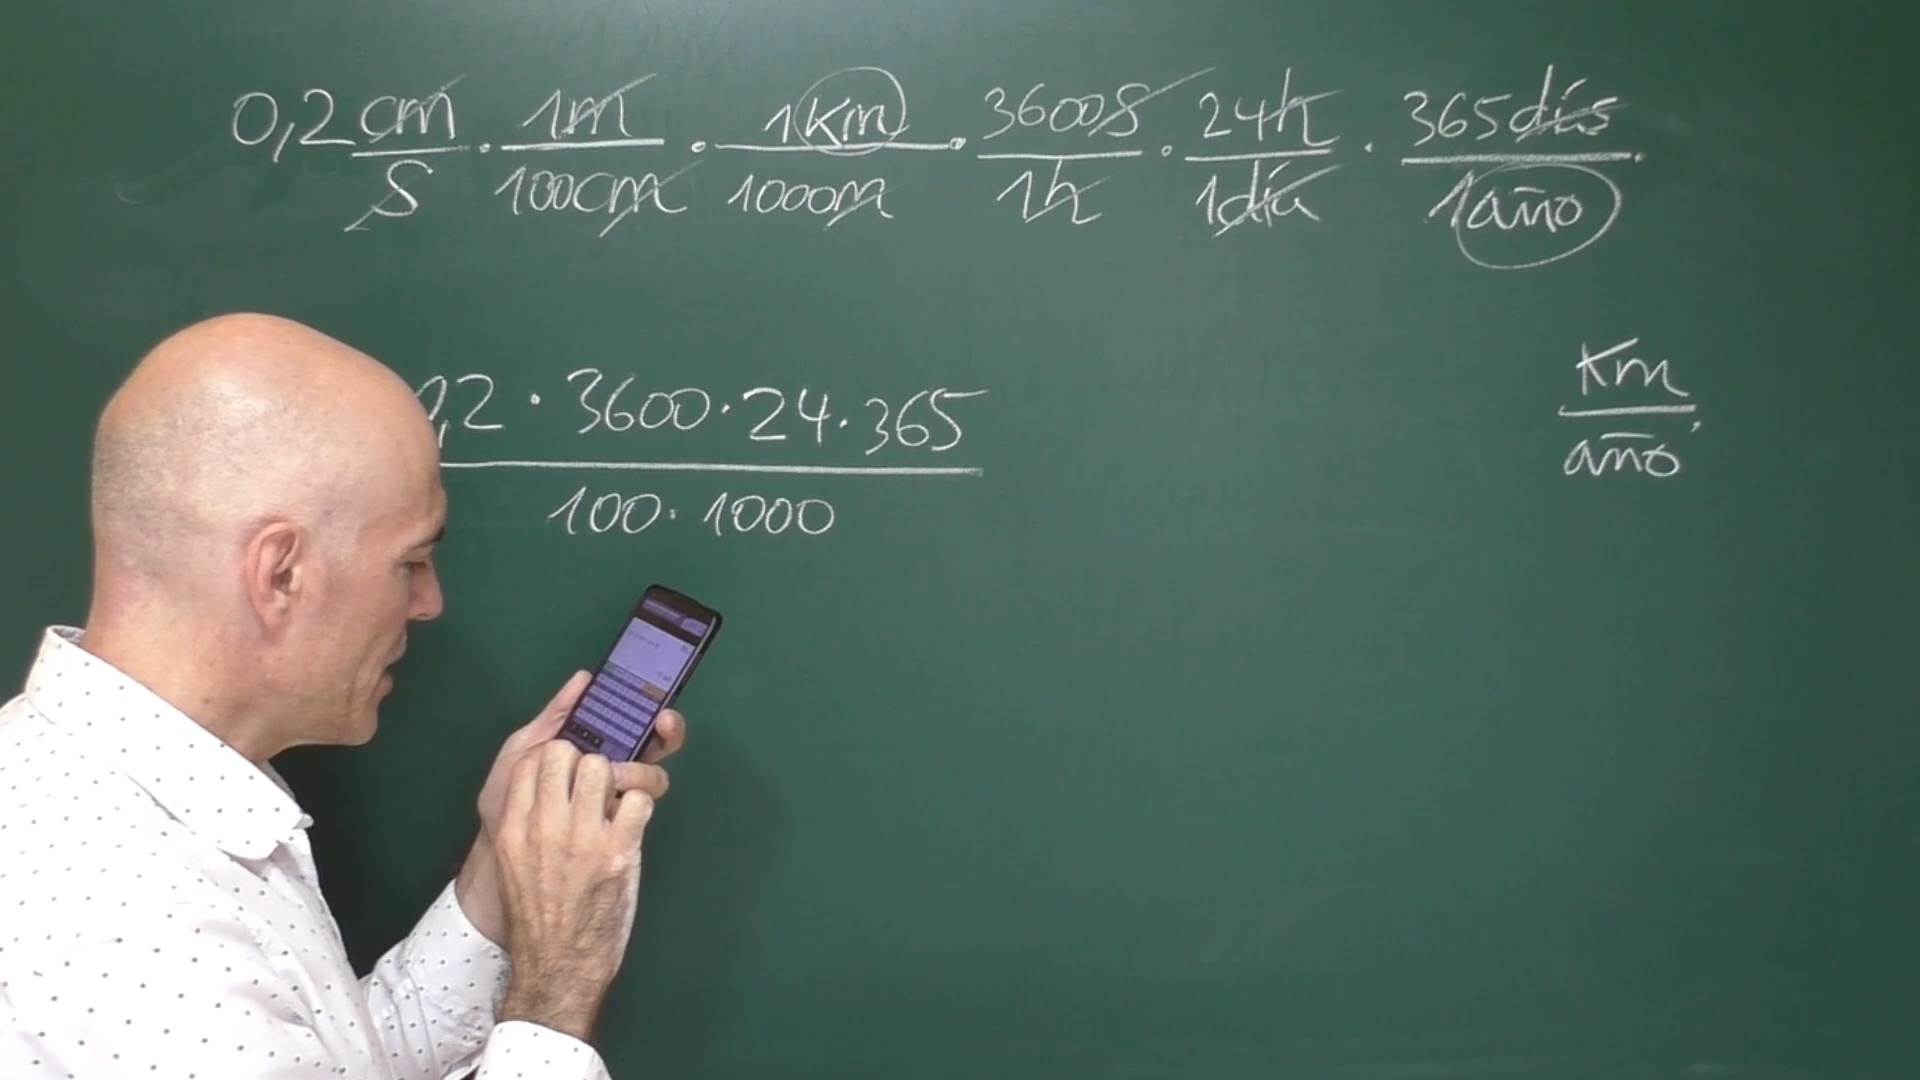 0,2 cm/s · 1m/100cm · 1Km/1000m · 3600s/1h · 24h/1día · 365días/1año
0,2 · 3600 · 24 · 365
100 · 1000
Km/año